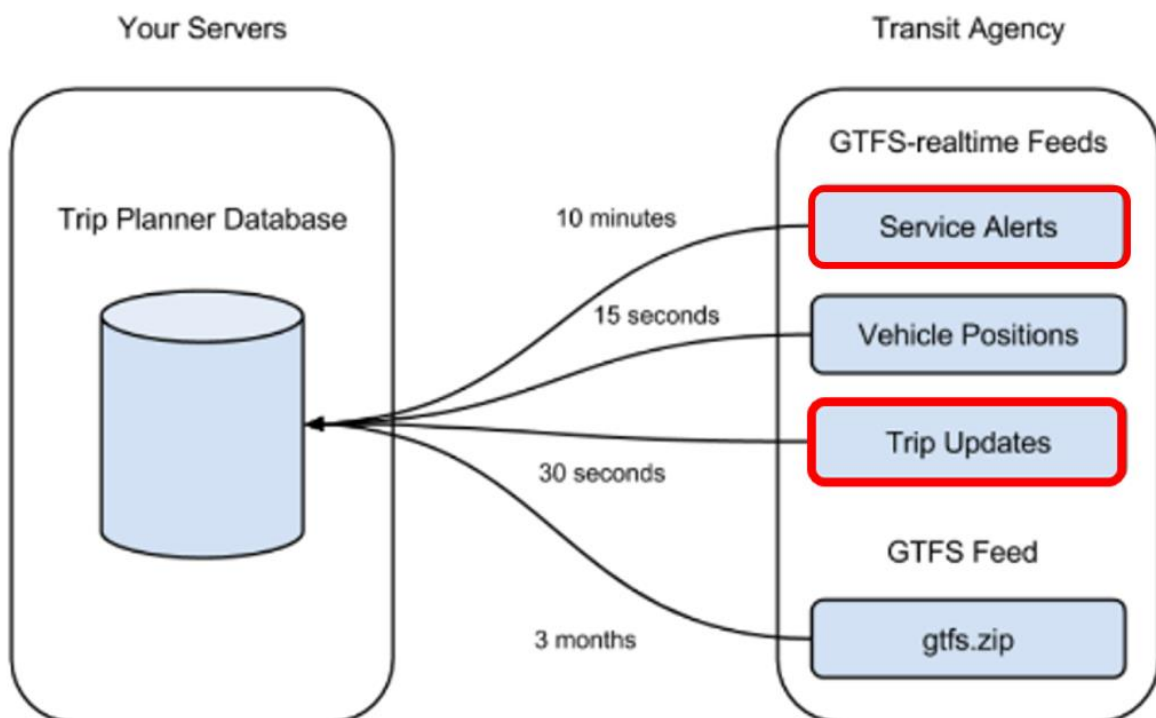 Your Servers
Transit Agency
GTFS-realtime Feeds
Trip Planner Database
10 minutes
Service Alerts
15 seconds
Vehicle Positions
Trip Updates
30 seconds
GTFS Feed
3 months
gtfs.zip